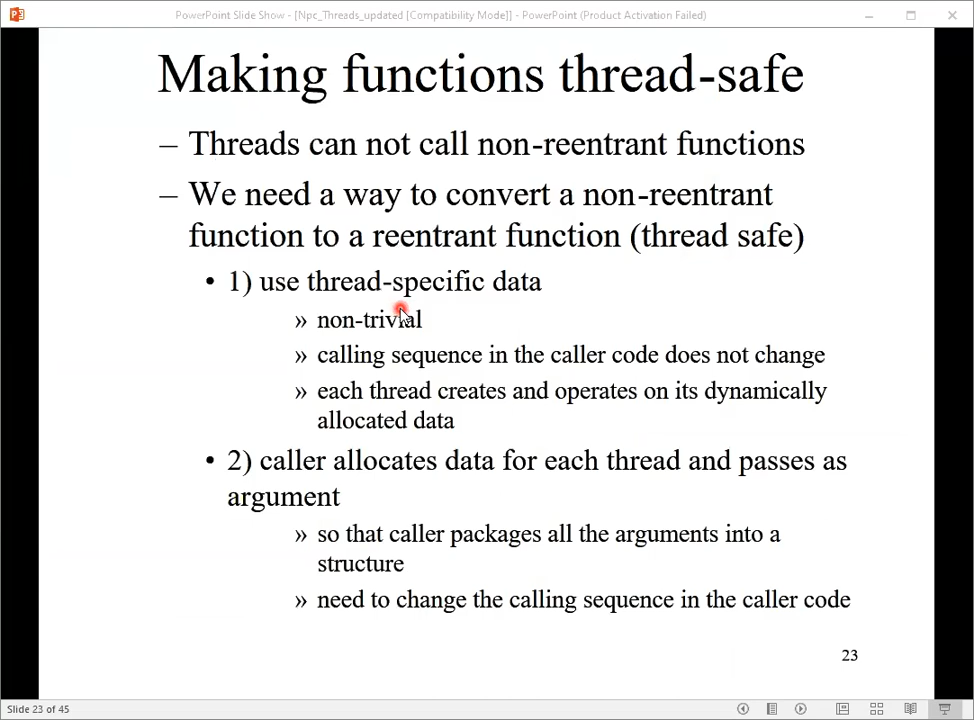 PowerPoint Slide Show - [Npc_Threads_updated [Compatibility Mode]] - PowerPoint (Product Activation Failed)
Making functions thread-safe
– Threads can not call non-reentrant functions
– We need a way to convert a non-reentrant
function to a reentrant function (thread safe)
• 1) use thread-specific data
» non-trivial
» calling sequence in the caller code does not change
» each thread creates and operates on its dynamically
allocated data
• 2) caller allocates data for each thread and passes as
argument
» so that caller packages all the arguments into a
structure
» need to change the calling sequence in the caller code
23
Slide 23 of 45